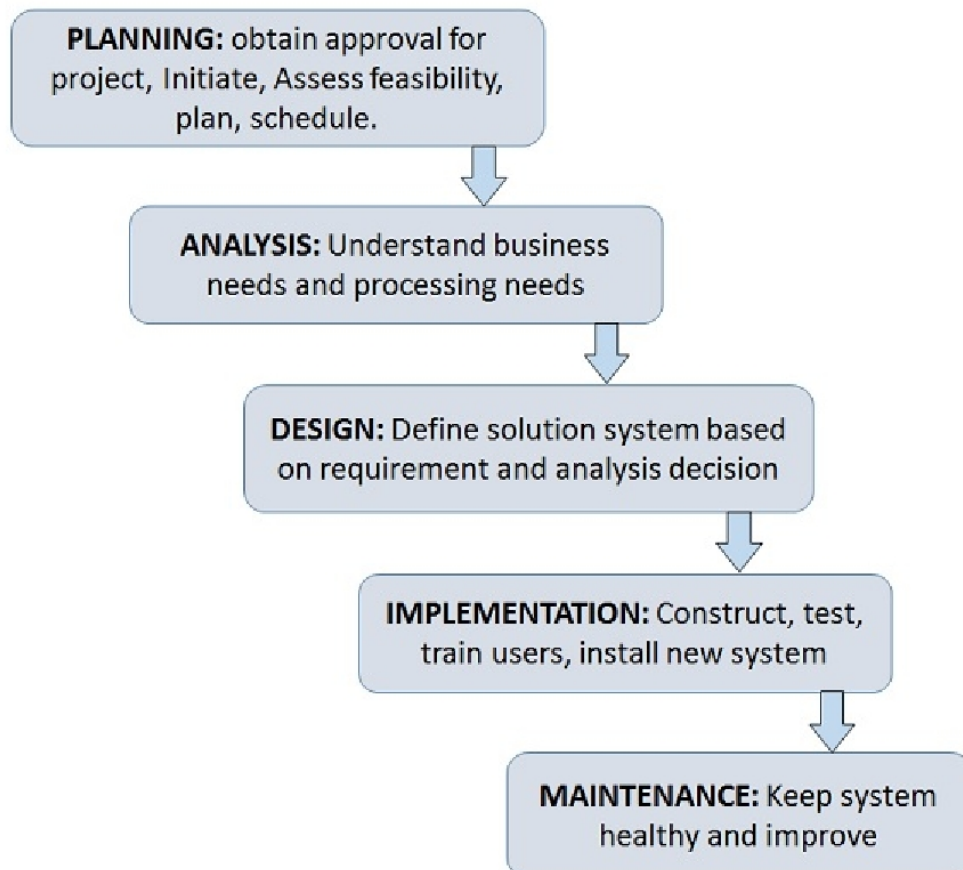 PLANNING: obtain approval for
project, Initiate, Assess feasibility,
plan, schedule.
ANALYSIS: Understand business
needs and processing needs
DESIGN: Define solution system based
on requirement and analysis decision
IMPLEMENTATION: Construct, test,
train users, install new system
MAINTENANCE: Keep system
healthy and improve